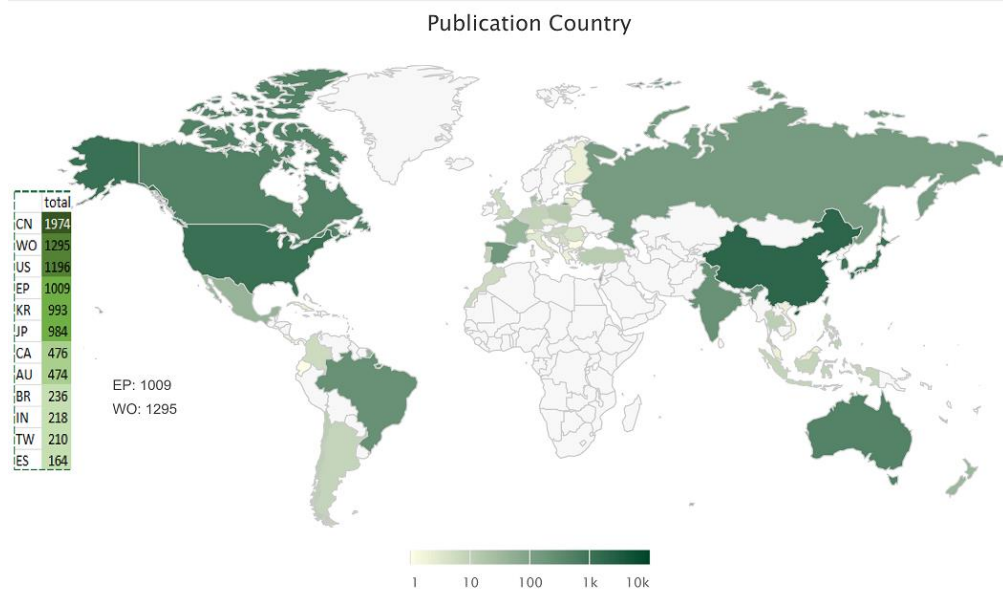 Publication Country
total
CN 1974
WO 1295
US 1196
EP 1009
KR 993
JP 984
CA 476
AU 474
BR 236
IN 218
TW 210
ES 164
EP: 1009
WO: 1295
1 10 100 1k 10k